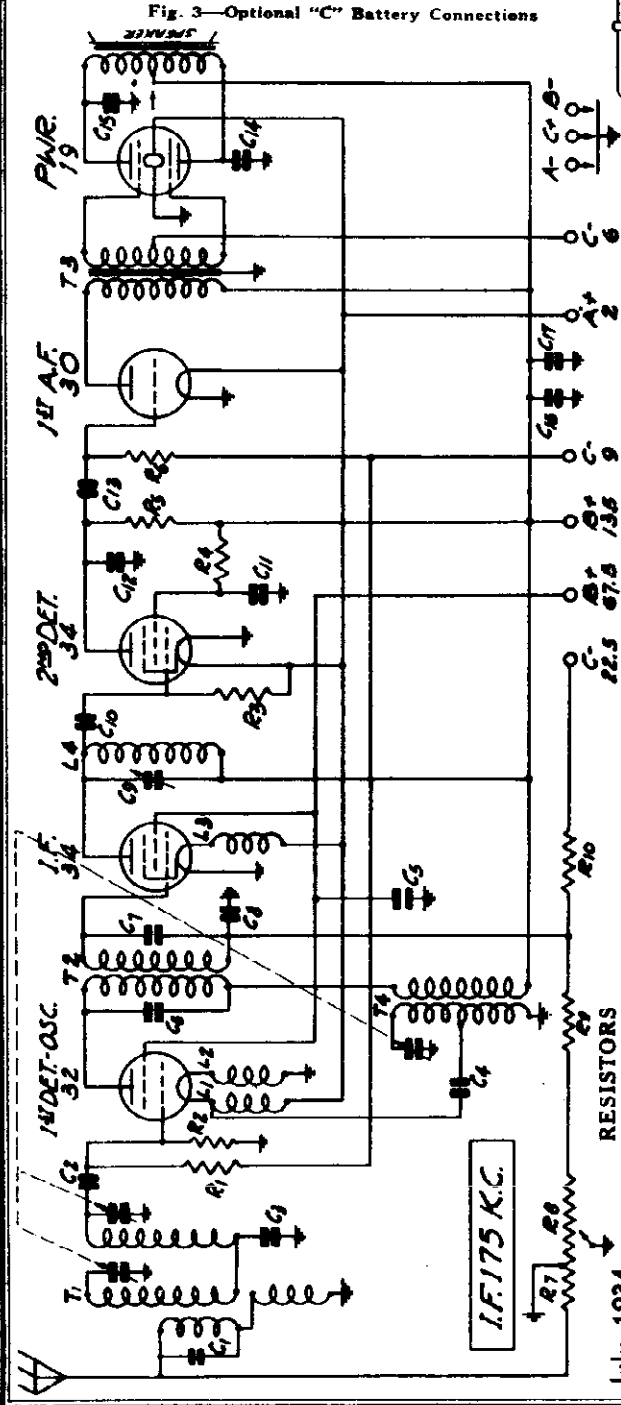 Fig. 3—Optional "C" Battery Connections
SPEAKER
1ST DET.-OSC.
32
I.F.
34
2ND DET.
34
1ST A.F.
30
PWR.
19
T1
C1
C2
C3
R1
R2
L1
L2
C6
T2
C7
C8
L3
C9
L4
C10
R3
C12
C11
R4
R5
C13
R6
T3
C15
C14
T4
C4
C5
C16
C17
I.F. 175 K.C.
R7
R8
R9
R10
C-
22.5
B+
67.5
B+
135
C-
9
A+
2
C-
6
A- C+ B-
July, 1934
RESISTORS